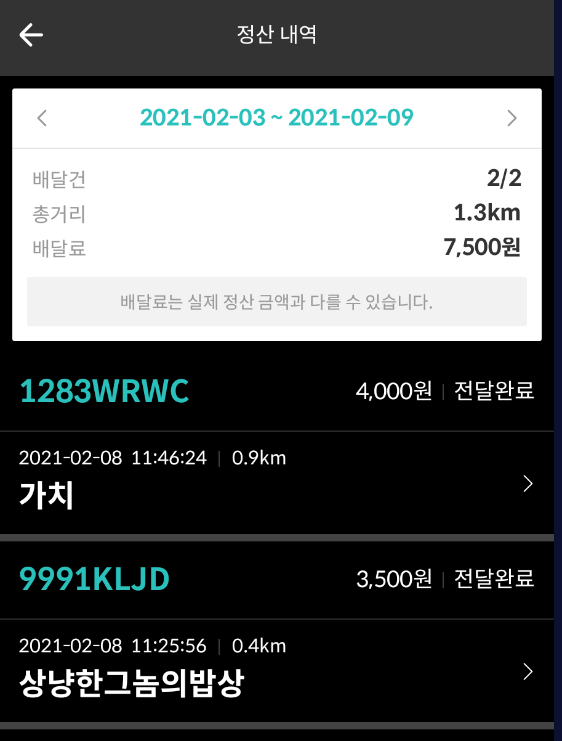 정산 내역
2021-02-03 ~ 2021-02-09
배달건 2/2
총거리 1.3km
배달료 7,500원
배달료는 실제 정산 금액과 다를 수 있습니다.
1283WRWC 4,000원 | 전달완료
2021-02-08 11:46:24 | 0.9km
가치
9991KLJD 3,500원 | 전달완료
2021-02-08 11:25:56 | 0.4km
상냥한그놈의밥상